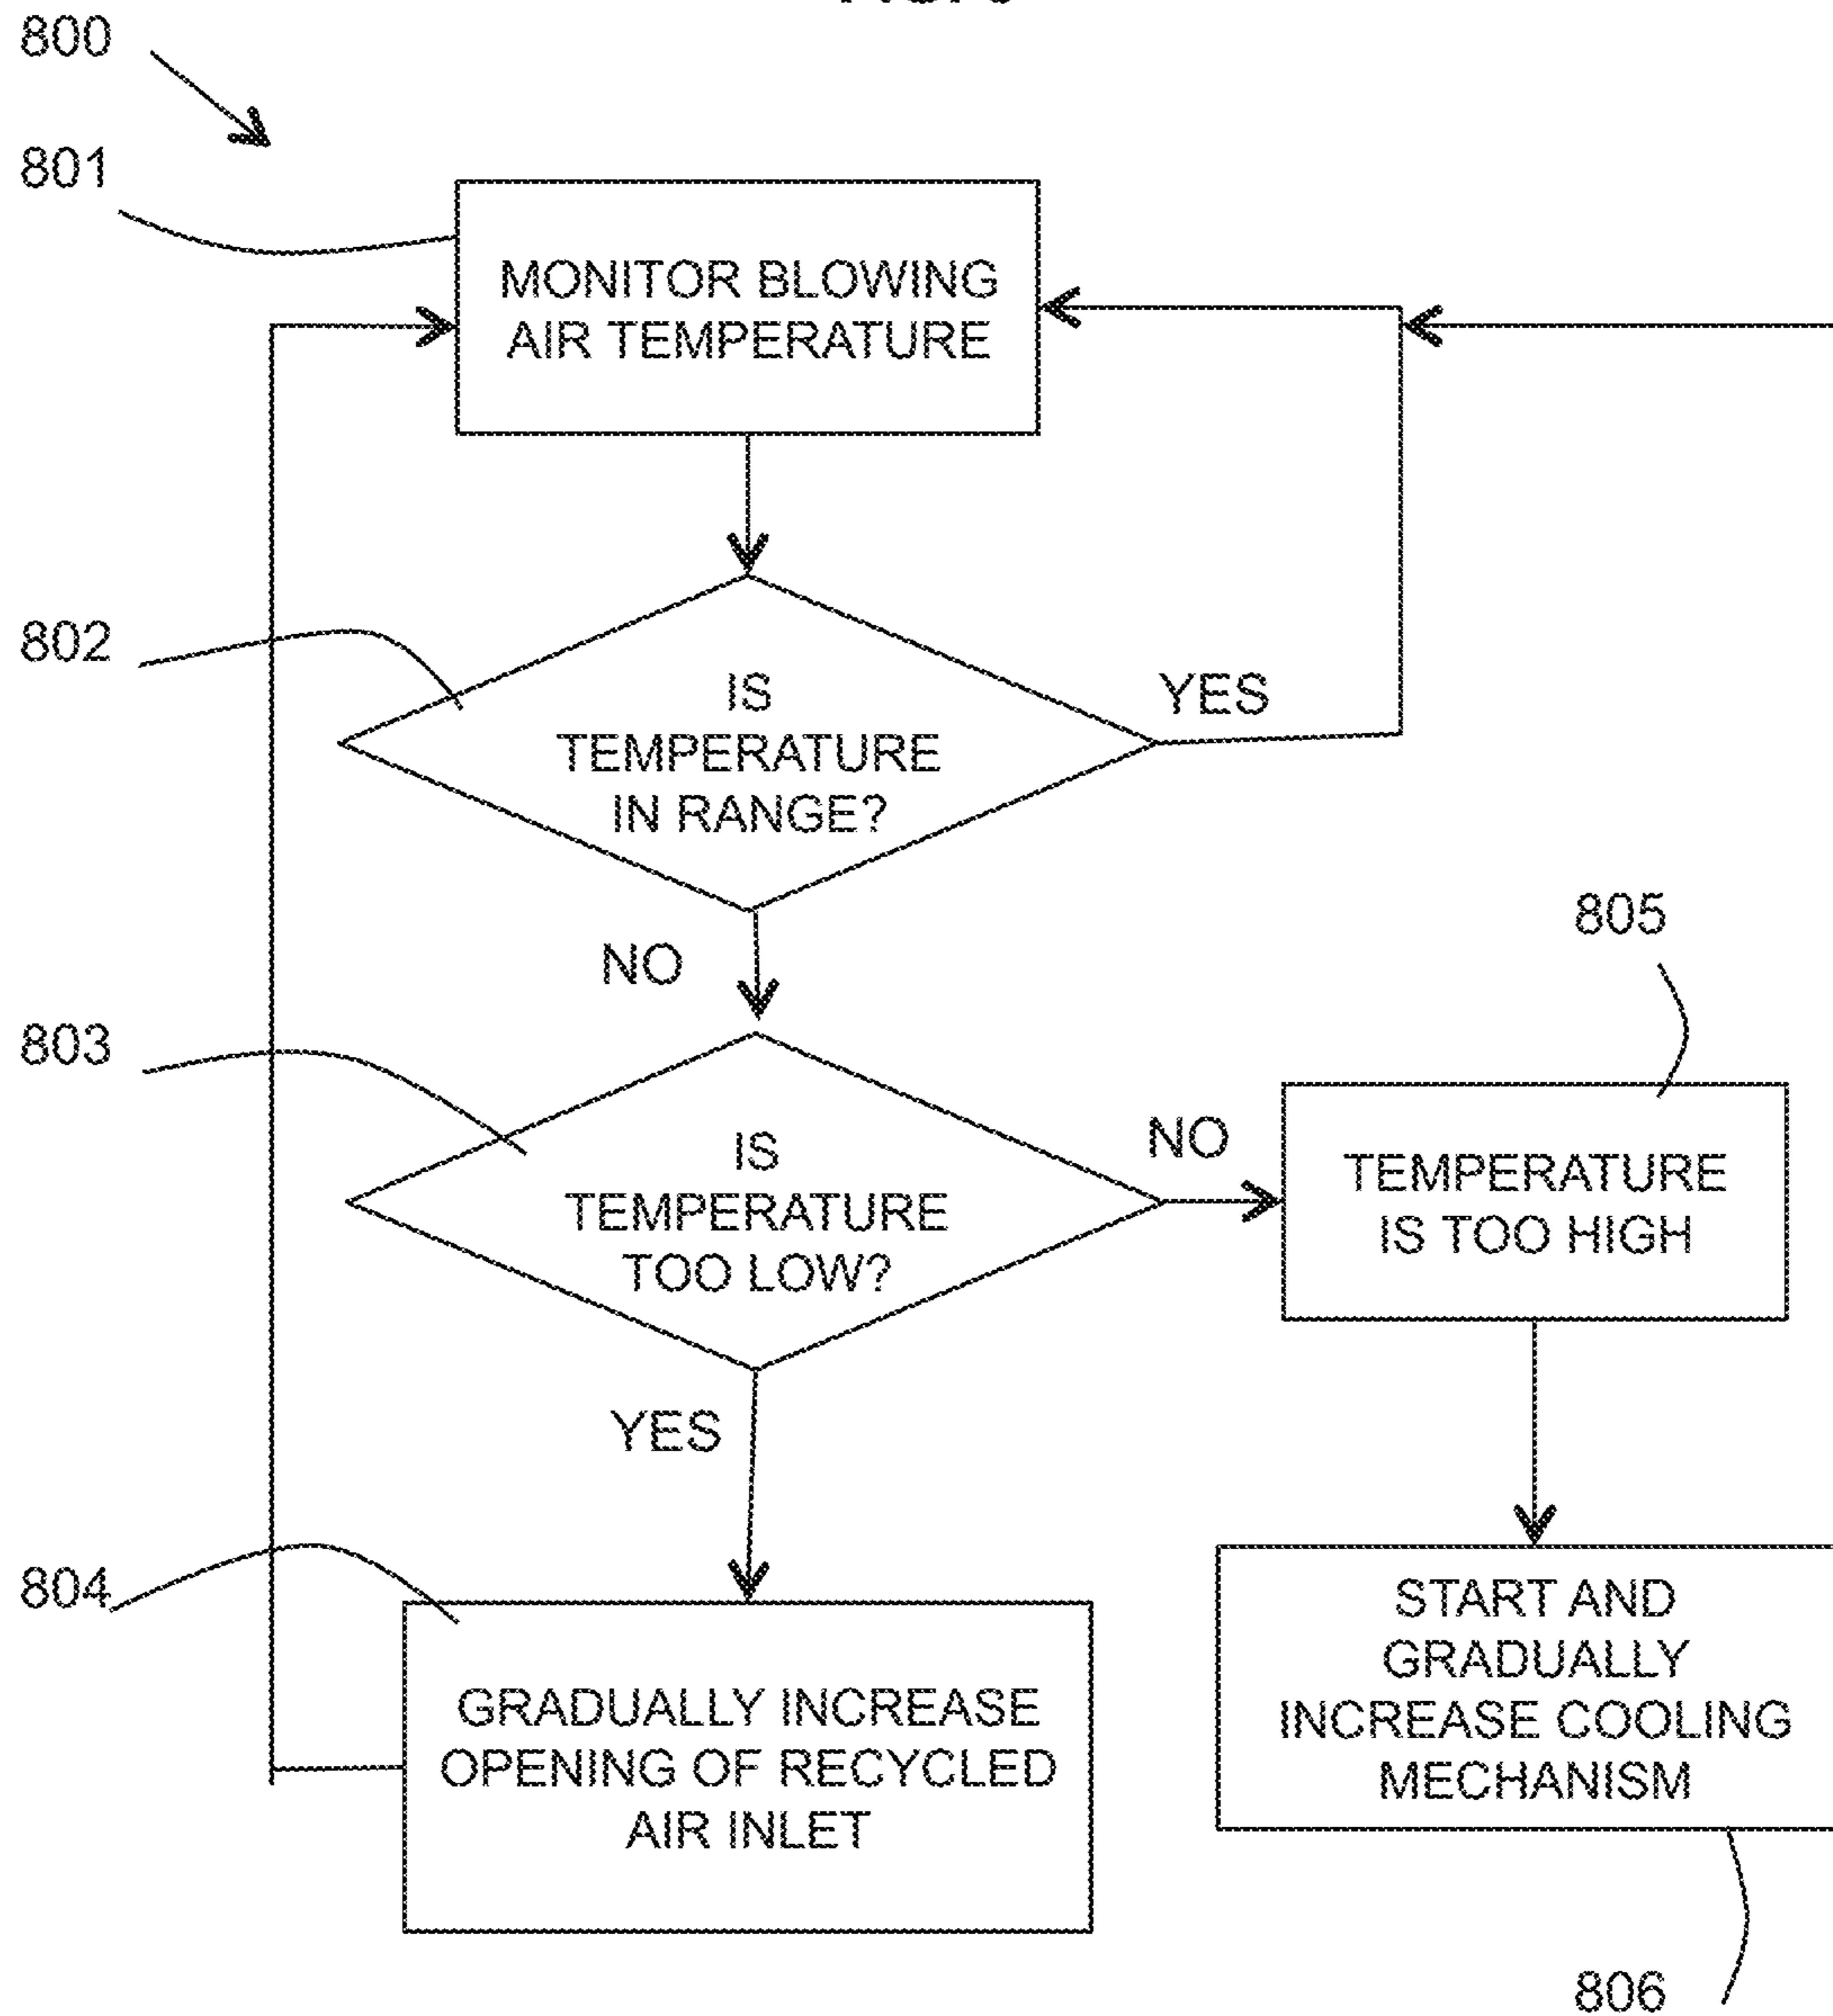 800
801
MONITOR BLOWING
AIR TEMPERATURE
802
IS
TEMPERATURE
IN RANGE?
YES
NO
805
803
IS
TEMPERATURE
TOO LOW?
NO
TEMPERATURE
IS TOO HIGH
YES
804
GRADUALLY INCREASE
OPENING OF RECYCLED
AIR INLET
START AND
GRADUALLY
INCREASE COOLING
MECHANISM
806